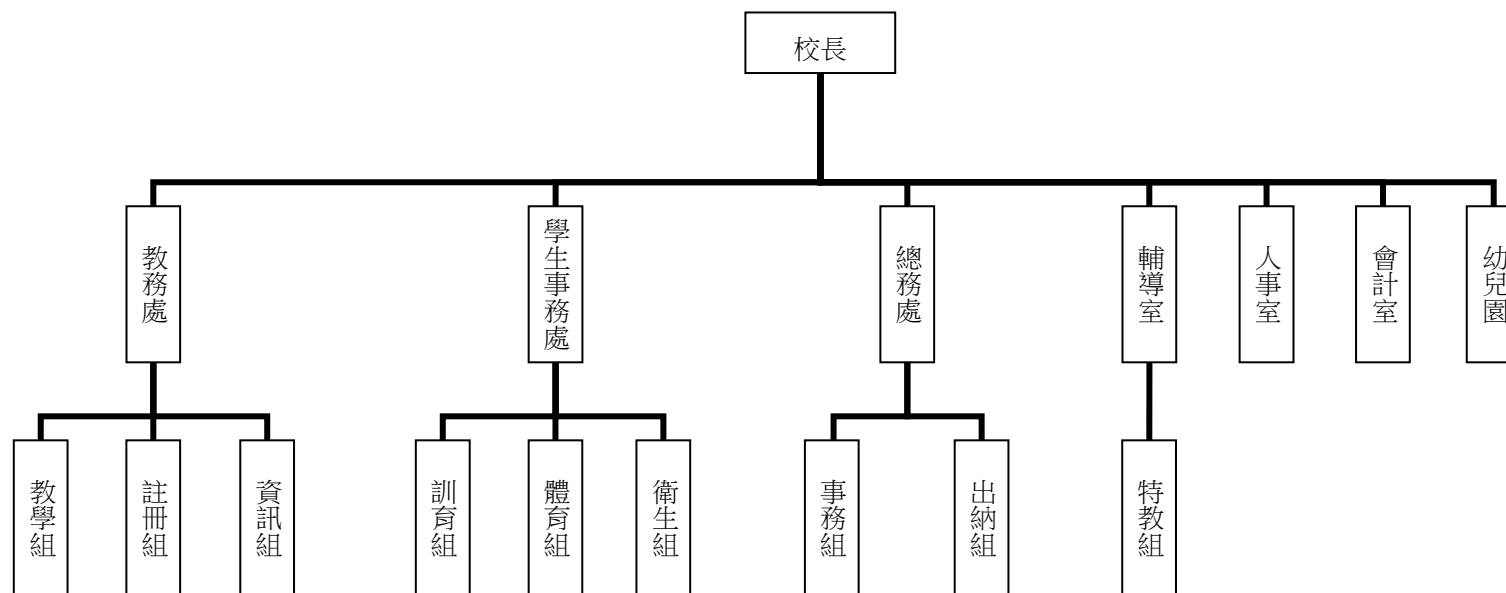 校長
教務處
學生事務處
總務處
輔導室
人事室
會計室
幼兒園
教學組
註冊組
資訊組
訓育組
體育組
衛生組
事務組
出納組
特教組